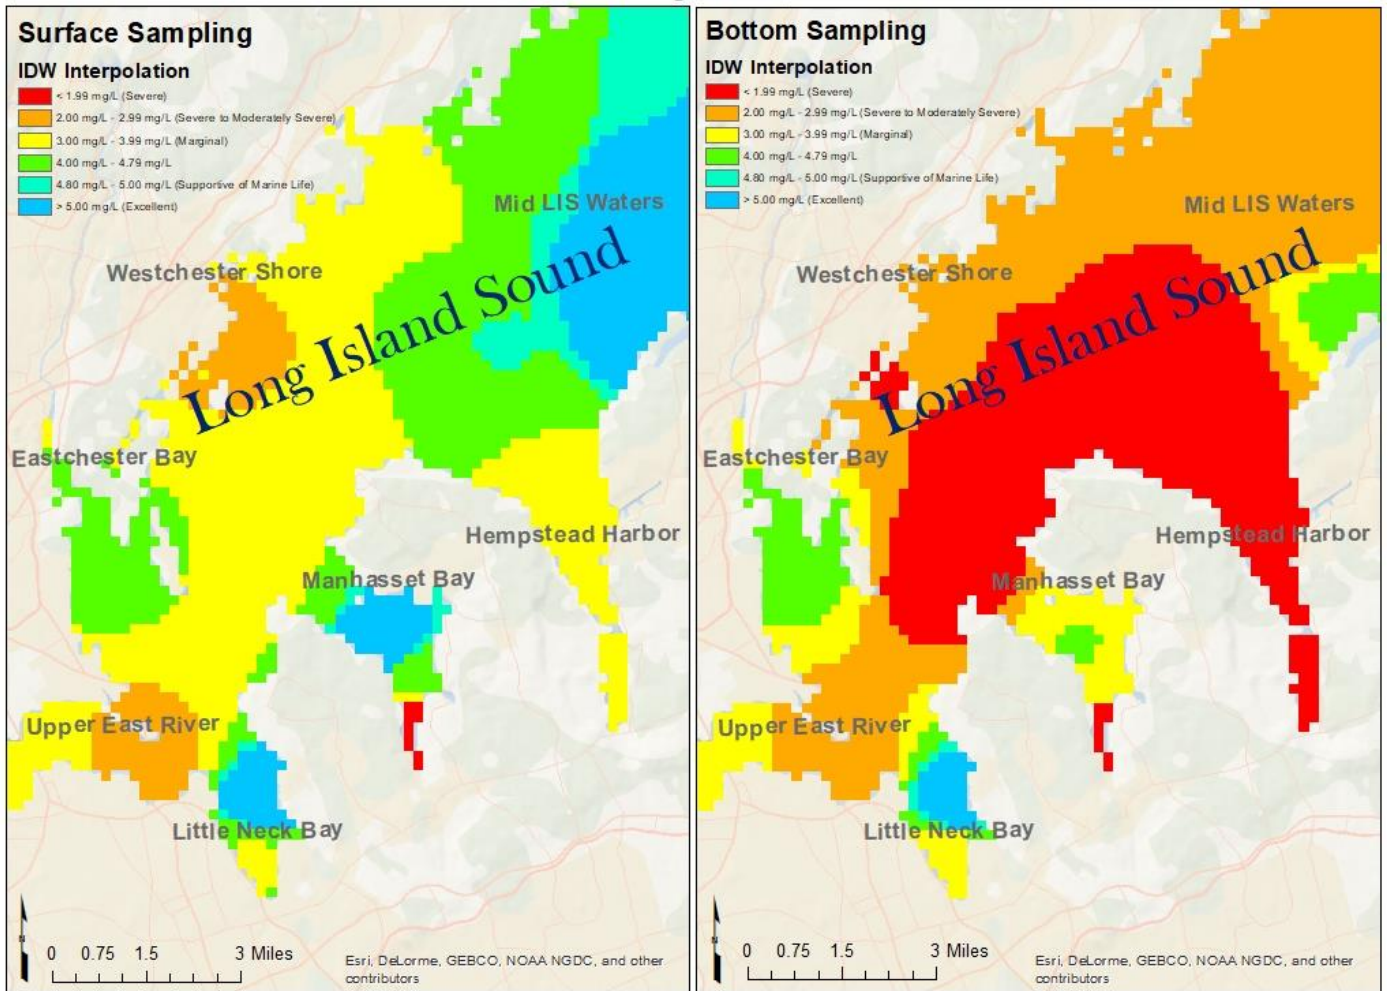 Surface Sampling
IDW Interpolation
< 1.99 mg/L (Severe)
2.00 mg/L - 2.99 mg/L (Severe to Moderately Severe)
3.00 mg/L - 3.99 mg/L (Marginal)
4.00 mg/L - 4.79 mg/L
4.80 mg/L - 5.00 mg/L (Supportive of Marine Life)
> 5.00 mg/L (Excellent)
Mid LIS Waters
Westchester Shore
Long Island Sound
Eastchester Bay
Hempstead Harbor
Manhasset Bay
Upper East River
Little Neck Bay
N
0 0.75 1.5 3 Miles
Esri, DeLorme, GEBCO, NOAA NGDC, and other
contributors
Bottom Sampling
IDW Interpolation
< 1.99 mg/L (Severe)
2.00 mg/L - 2.99 mg/L (Severe to Moderately Severe)
3.00 mg/L - 3.99 mg/L (Marginal)
4.00 mg/L - 4.79 mg/L
4.80 mg/L - 5.00 mg/L (Supportive of Marine Life)
> 5.00 mg/L (Excellent)
Mid LIS Waters
Westchester Shore
Long Island Sound
Eastchester Bay
Hempstead Harbor
Manhasset Bay
Upper East River
Little Neck Bay
N
0 0.75 1.5 3 Miles
Esri, DeLorme, GEBCO, NOAA NGDC, and other
contributors